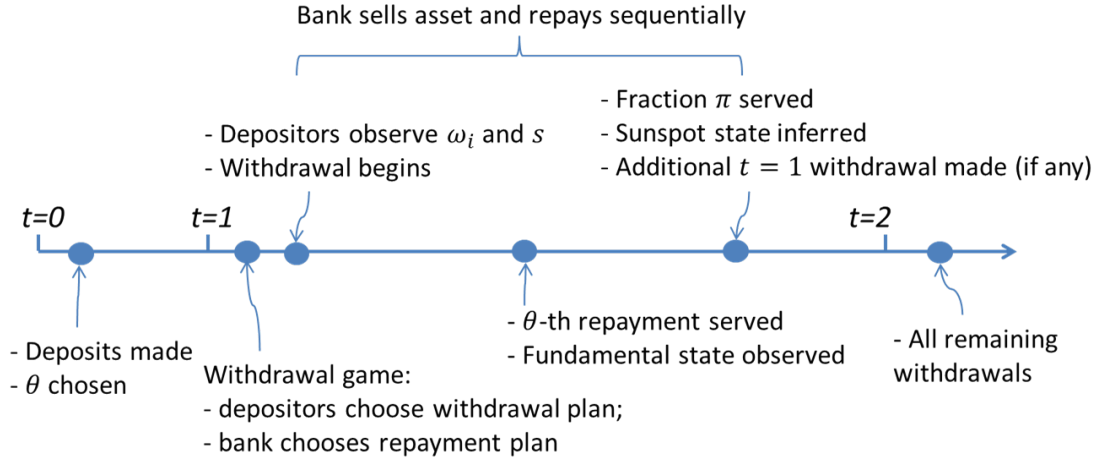 Bank sells asset and repays sequentially
- Depositors observe ωᵢ and s
- Withdrawal begins
- Fraction π served
- Sunspot state inferred
- Additional t = 1 withdrawal made (if any)
t=0
t=1
t=2
- Deposits made
- θ chosen
Withdrawal game:
- depositors choose withdrawal plan;
- bank chooses repayment plan
- θ-th repayment served
- Fundamental state observed
- All remaining
withdrawals